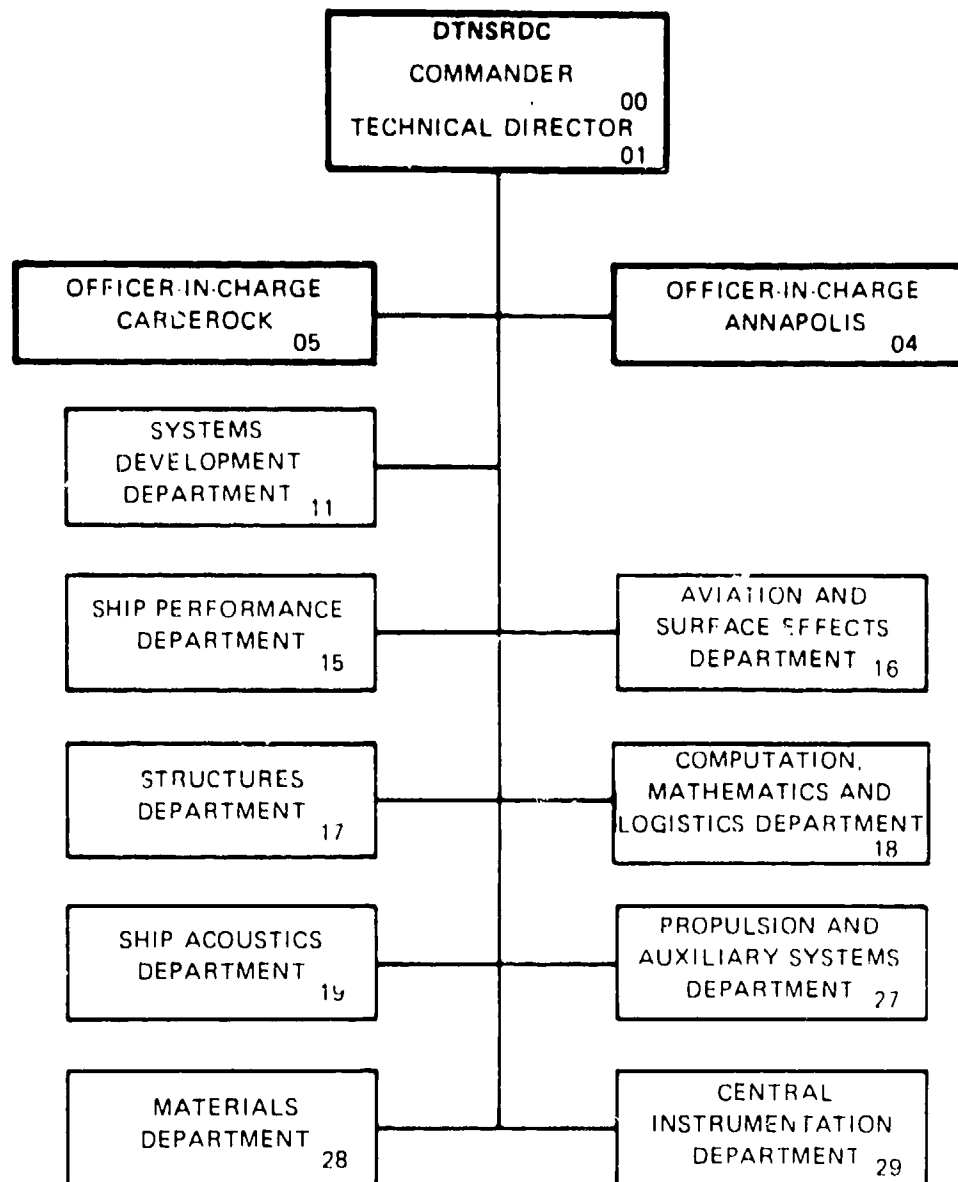 DTNSRDC
COMMANDER
00
TECHNICAL DIRECTOR
01
OFFICER-IN-CHARGE
CARDEROCK
05
OFFICER-IN-CHARGE
ANNAPOLIS
04
SYSTEMS
DEVELOPMENT
DEPARTMENT
11
SHIP PERFORMANCE
DEPARTMENT
15
AVIATION AND
SURFACE EFFECTS
DEPARTMENT
16
STRUCTURES
DEPARTMENT
17
COMPUTATION,
MATHEMATICS AND
LOGISTICS DEPARTMENT
18
SHIP ACOUSTICS
DEPARTMENT
19
PROPULSION AND
AUXILIARY SYSTEMS
DEPARTMENT
27
MATERIALS
DEPARTMENT
28
CENTRAL
INSTRUMENTATION
DEPARTMENT
29